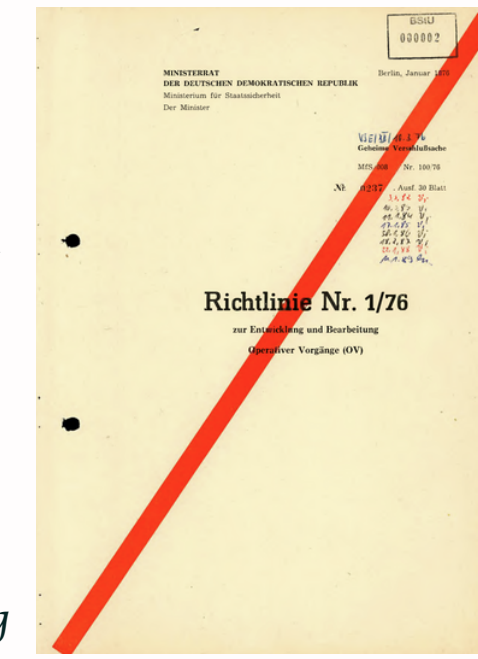 BStU
000002
MINISTERRAT
DER DEUTSCHEN DEMOKRATISCHEN REPUBLIK
Ministerium für Staatssicherheit
Der Minister
Berlin, Januar 1976
Geheime Verschlußsache
MfS 008 Nr. 100/76
№ 0237 . Ausf. 30 Blatt
Richtlinie Nr. 1/76
zur Entwicklung und Bearbeitung
Operativer Vorgänge (OV)
g